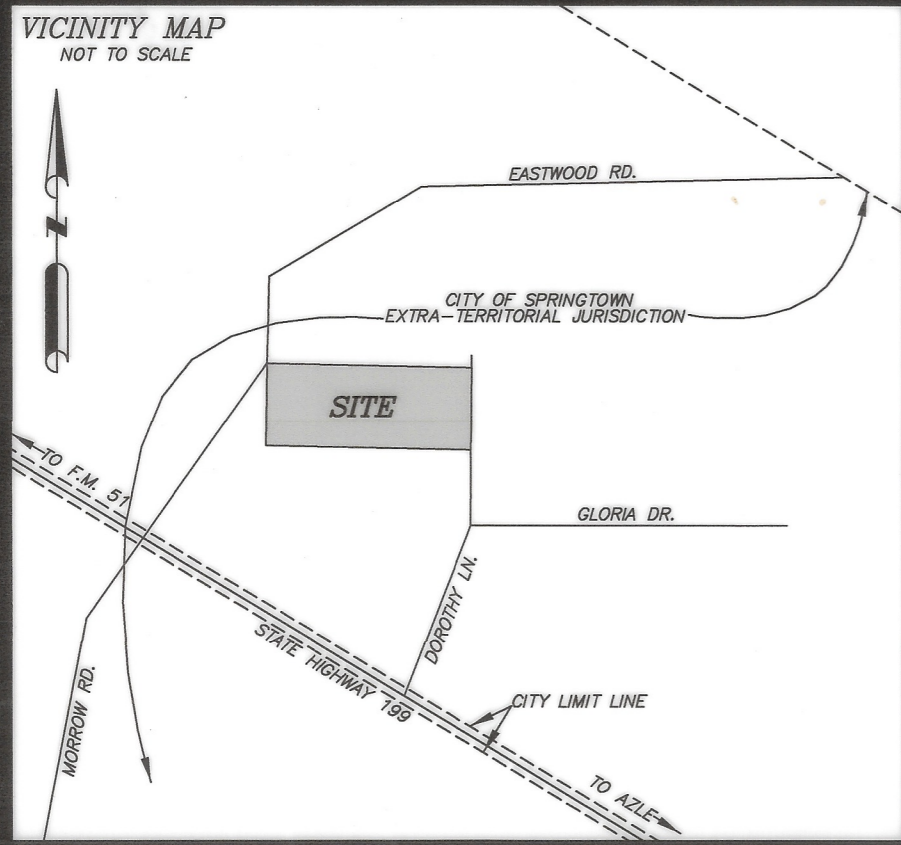 VICINITY MAP
NOT TO SCALE
N
EASTWOOD RD.
CITY OF SPRINGTOWN
EXTRA-TERRITORIAL JURISDICTION
SITE
TO F.M. 51
GLORIA DR.
DOROTHY LN.
STATE HIGHWAY 199
MORROW RD.
CITY LIMIT LINE
TO AZLE